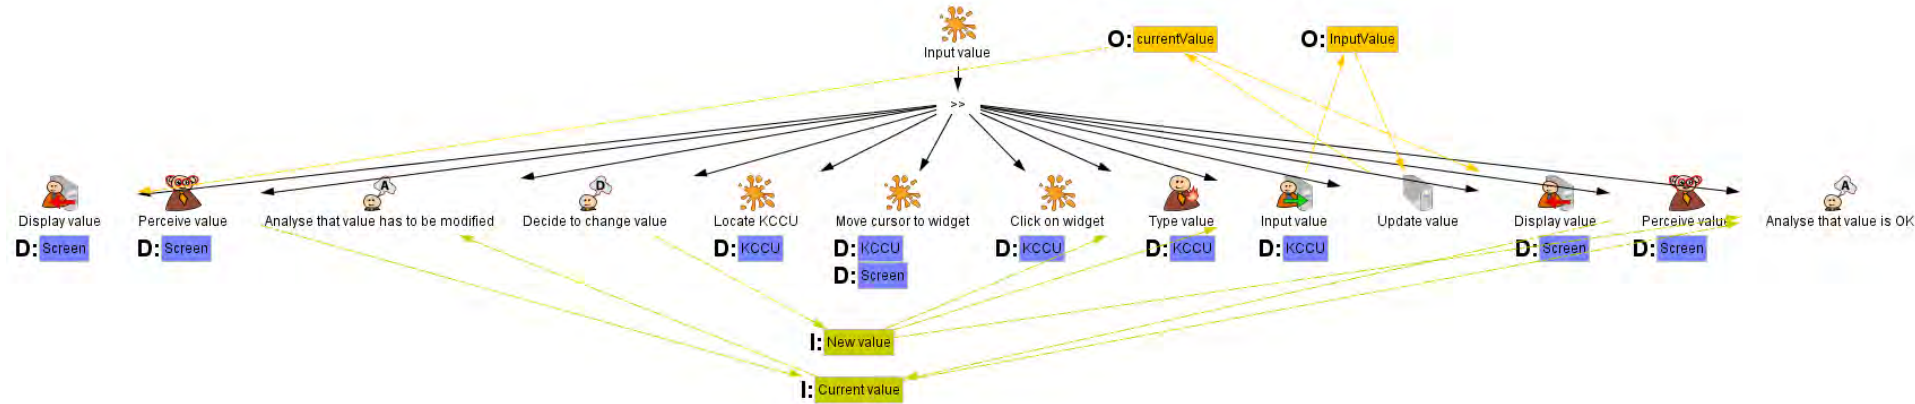 Input value
O: currentValue
O: InputValue
>>
A
D
A
Display value
Perceive value
Analyse that value has to be modified
Decide to change value
Locate KCCU
Move cursor to widget
Click on widget
Type value
Input value
Update value
Display value
Perceive value
Analyse that value is OK
D: Screen
D: Screen
D: KCCU
D: KCCU
D: Screen
D: KCCU
D: KCCU
D: KCCU
D: Screen
D: Screen
I: New value
I: Current value